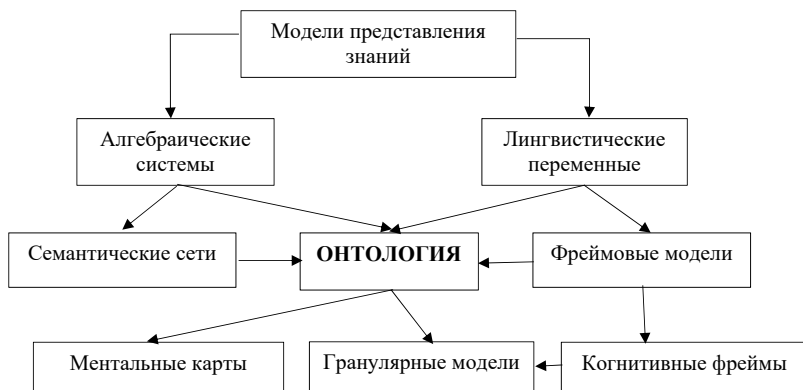 Модели представления
знаний
Алгебраические
системы
Лингвистические
переменные
Семантические сети
ОНТОЛОГИЯ
Фреймовые модели
Ментальные карты
Гранулярные модели
Когнитивные фреймы